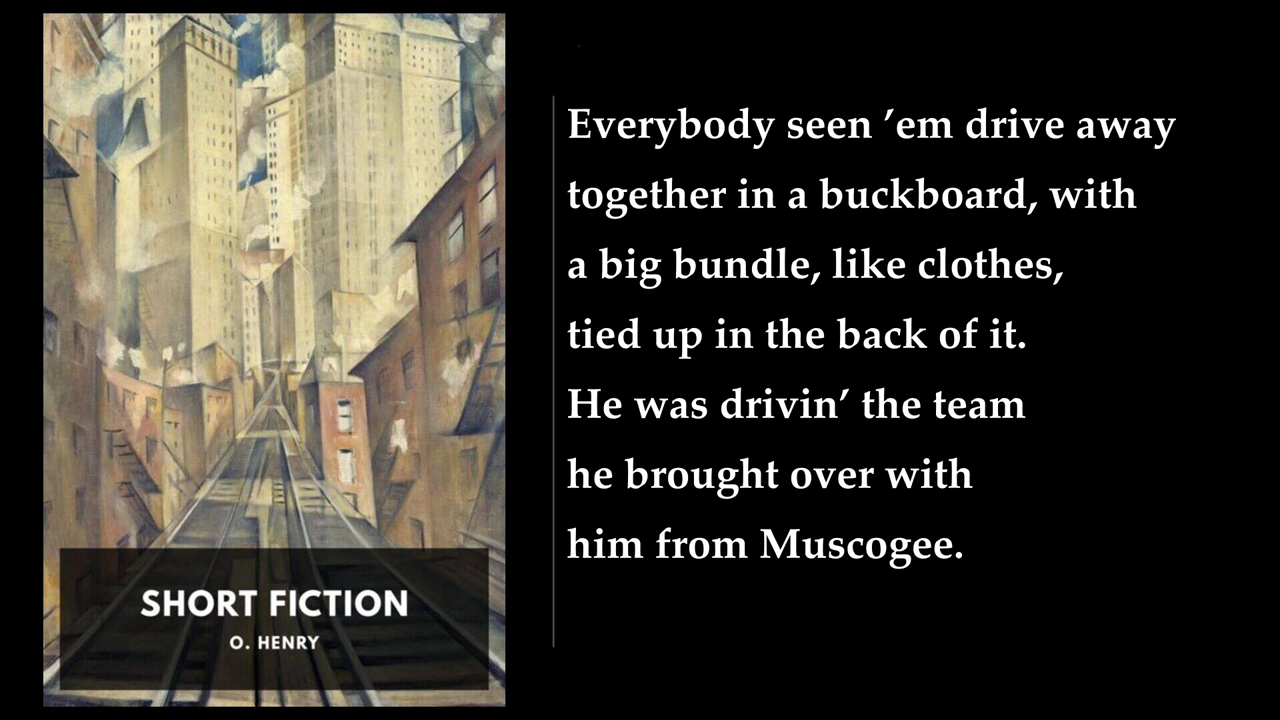 SHORT FICTION
O. HENRY
Everybody seen ’em drive away
together in a buckboard, with
a big bundle, like clothes,
tied up in the back of it.
He was drivin’ the team
he brought over with
him from Muscogee.